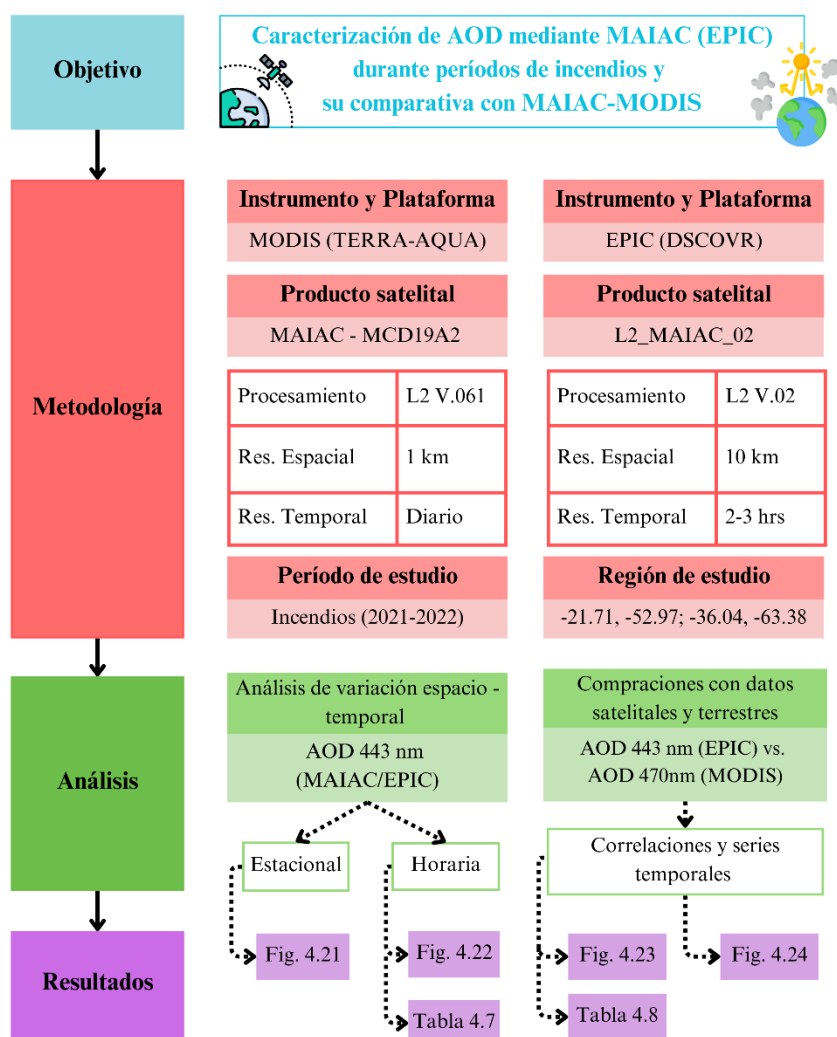 Objetivo
Caracterización de AOD mediante MAIAC (EPIC)
durante períodos de incendios y
su comparativa con MAIAC-MODIS
Metodología
Instrumento y Plataforma
MODIS (TERRA-AQUA)
Producto satelital
MAIAC - MCD19A2
Procesamiento L2 V.061
Res. Espacial 1 km
Res. Temporal Diario
Período de estudio
Incendios (2021-2022)
Instrumento y Plataforma
EPIC (DSCOVR)
Producto satelital
L2_MAIAC_02
Procesamiento L2 V.02
Res. Espacial 10 km
Res. Temporal 2-3 hrs
Región de estudio
-21.71, -52.97; -36.04, -63.38
Análisis
Análisis de variación espacio -
temporal
AOD 443 nm
(MAIAC/EPIC)
Estacional
Horaria
Compraciones con datos
satelitales y terrestres
AOD 443 nm (EPIC) vs.
AOD 470nm (MODIS)
Correlaciones y series
temporales
Resultados
Fig. 4.21
Fig. 4.22
Tabla 4.7
Fig. 4.23
Tabla 4.8
Fig. 4.24